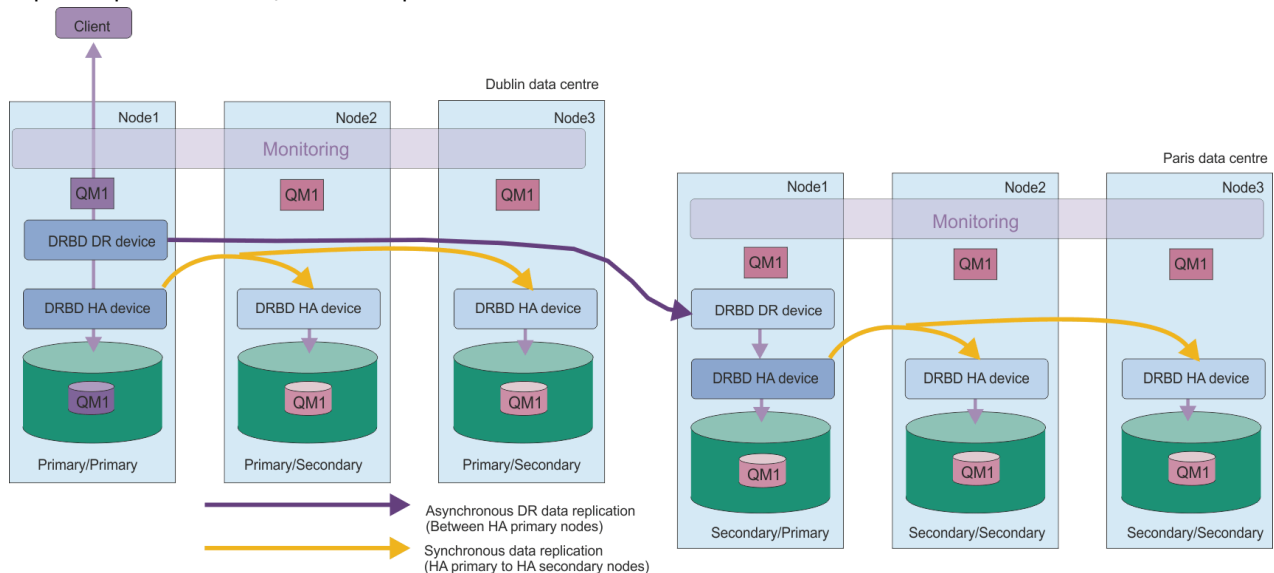 Client
Dublin data centre
Node1
Node2
Node3
Monitoring
QM1
QM1
QM1
DRBD DR device
DRBD HA device
DRBD HA device
DRBD HA device
QM1
QM1
QM1
Primary/Primary
Primary/Secondary
Primary/Secondary
Paris data centre
Node1
Node2
Node3
Monitoring
QM1
QM1
QM1
DRBD DR device
DRBD HA device
DRBD HA device
DRBD HA device
QM1
QM1
QM1
Secondary/Primary
Secondary/Secondary
Secondary/Secondary
Asynchronous DR data replication
(Between HA primary nodes)
Synchronous data replication
(HA primary to HA secondary nodes)